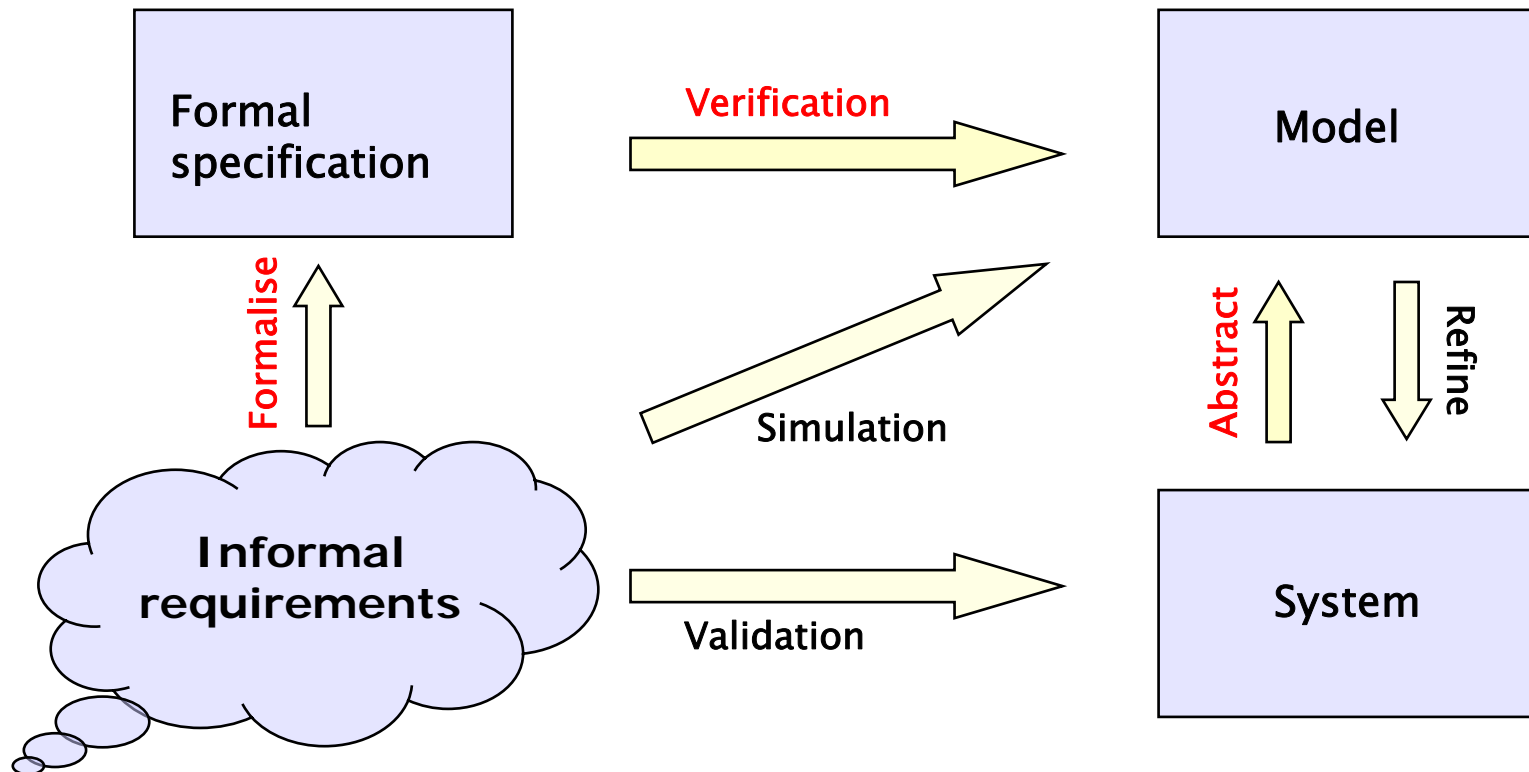 Formal
specification
Verification
Model
Formalise
Simulation
Abstract
Refine
Informal
requirements
Validation
System